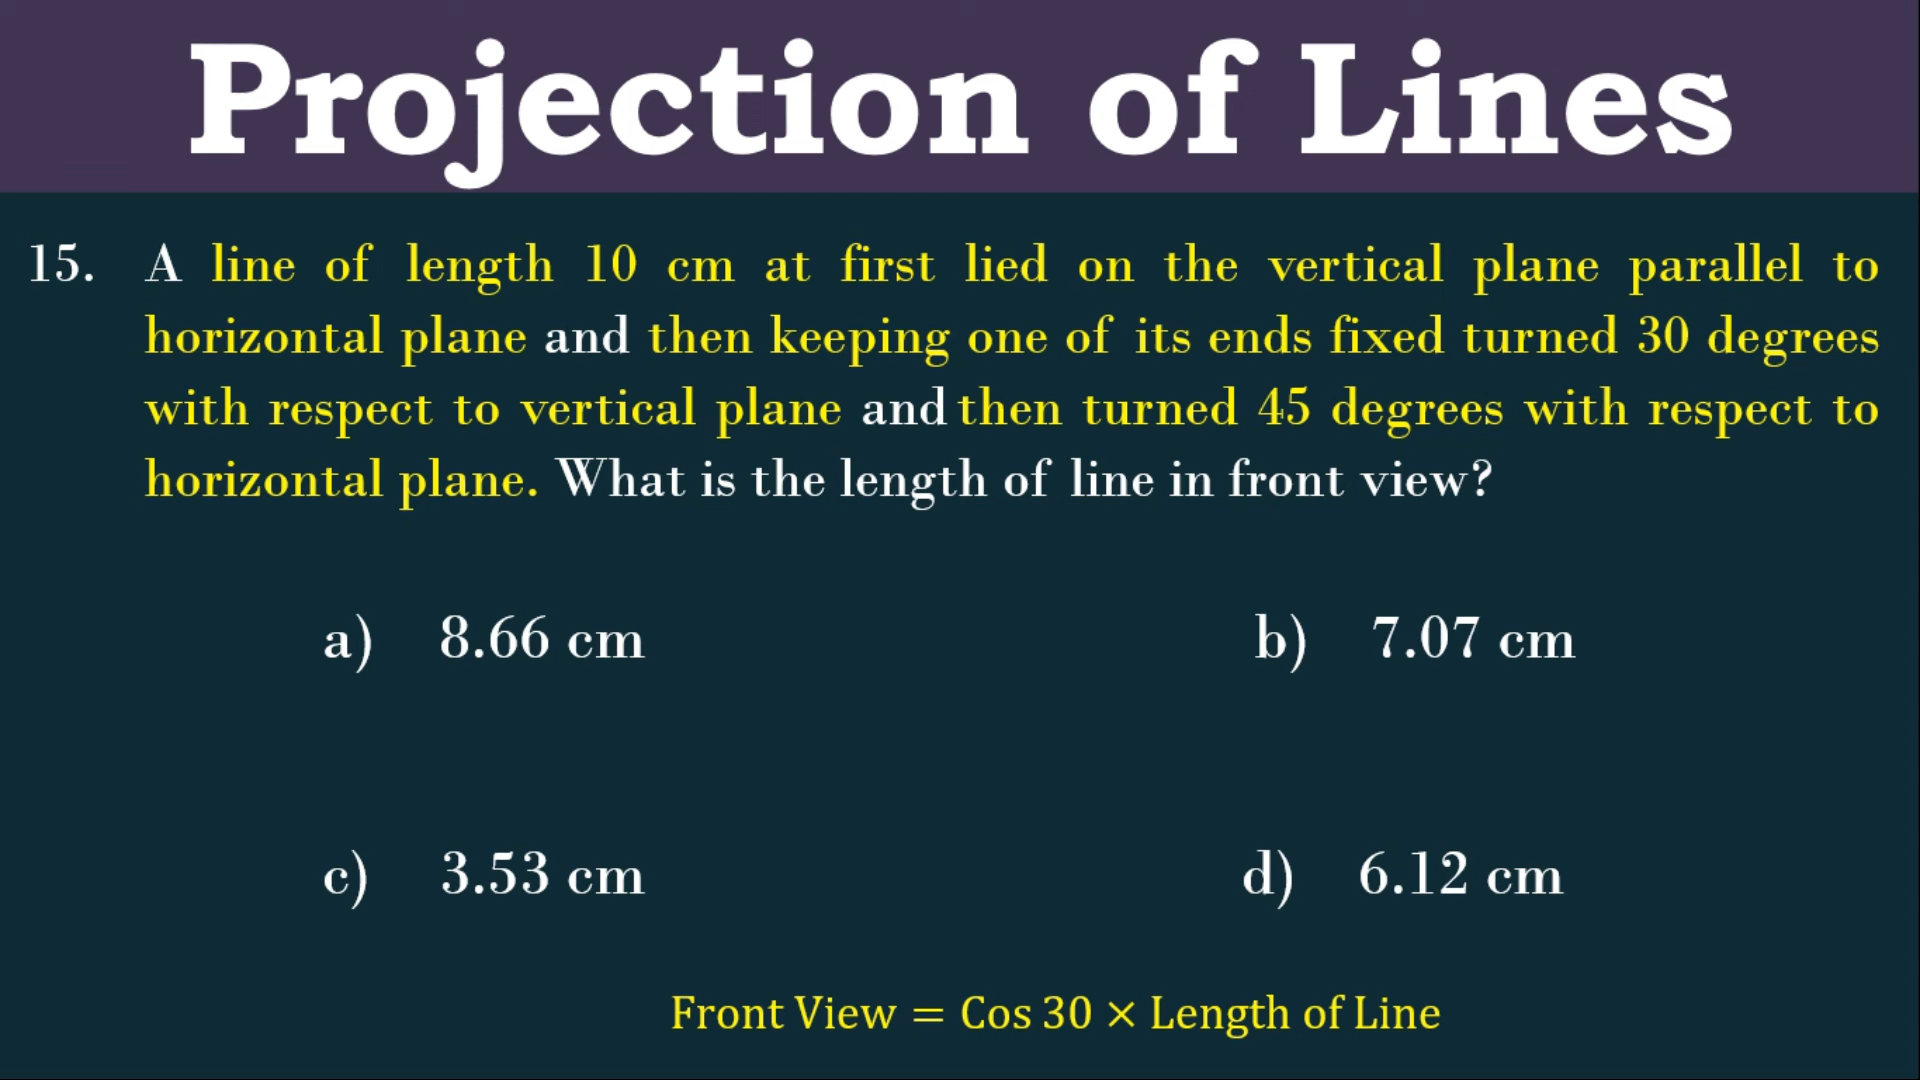 Projection of Lines
15. A line of length 10 cm at first lied on the vertical plane parallel to
horizontal plane and then keeping one of its ends fixed turned 30 degrees
with respect to vertical plane and then turned 45 degrees with respect to
horizontal plane. What is the length of line in front view?
a) 8.66 cm b) 7.07 cm
c) 3.53 cm d) 6.12 cm
Front View = Cos 30 × Length of Line